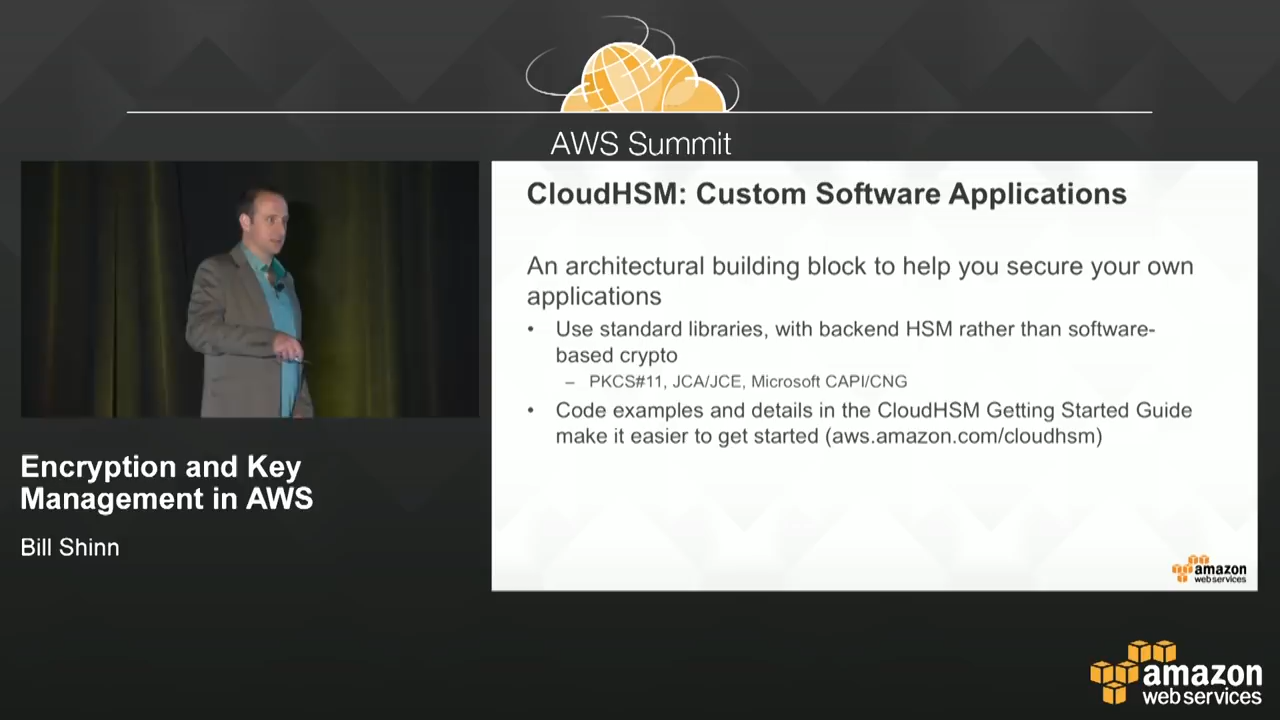 AWS Summit
CloudHSM: Custom Software Applications
An architectural building block to help you secure your own
applications
• Use standard libraries, with backend HSM rather than software-
based crypto
– PKCS#11, JCA/JCE, Microsoft CAPI/CNG
• Code examples and details in the CloudHSM Getting Started Guide
make it easier to get started (aws.amazon.com/cloudhsm)
amazon
web services
Encryption and Key
Management in AWS
Bill Shinn
amazon
web services